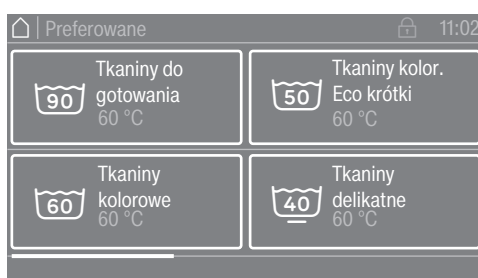 Preferowane 11:02
Tkaniny do
gotowania
90
60 °C
Tkaniny kolor.
Eco krótki
50
60 °C
Tkaniny
kolorowe
60
60 °C
Tkaniny
delikatne
40
60 °C